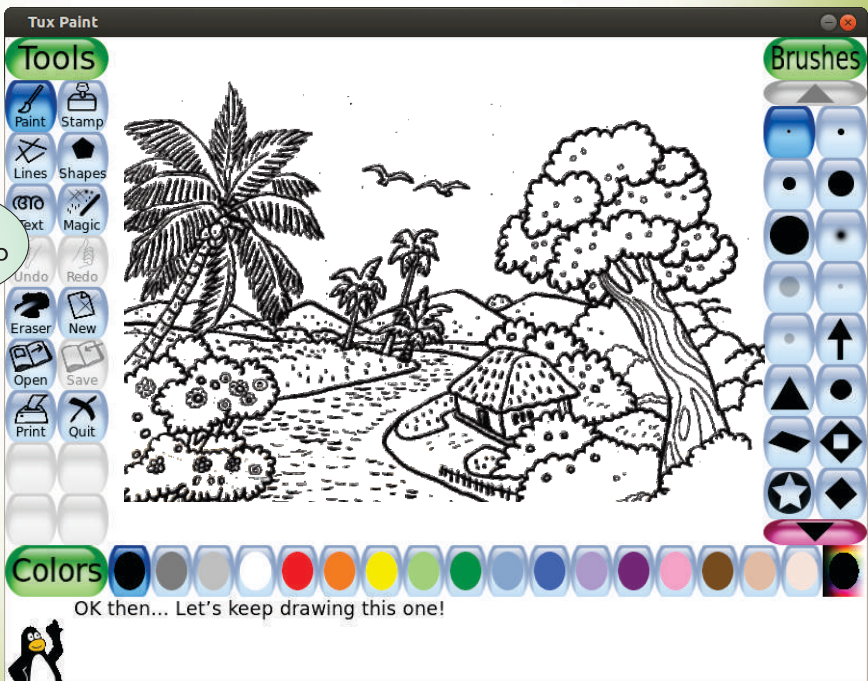 Tux Paint
Tools
Brushes
Paint Stamp
Lines Shapes
Text Magic
Undo Redo
Eraser New
Open Save
Print Quit
Colors
OK then... Let's keep drawing this one!